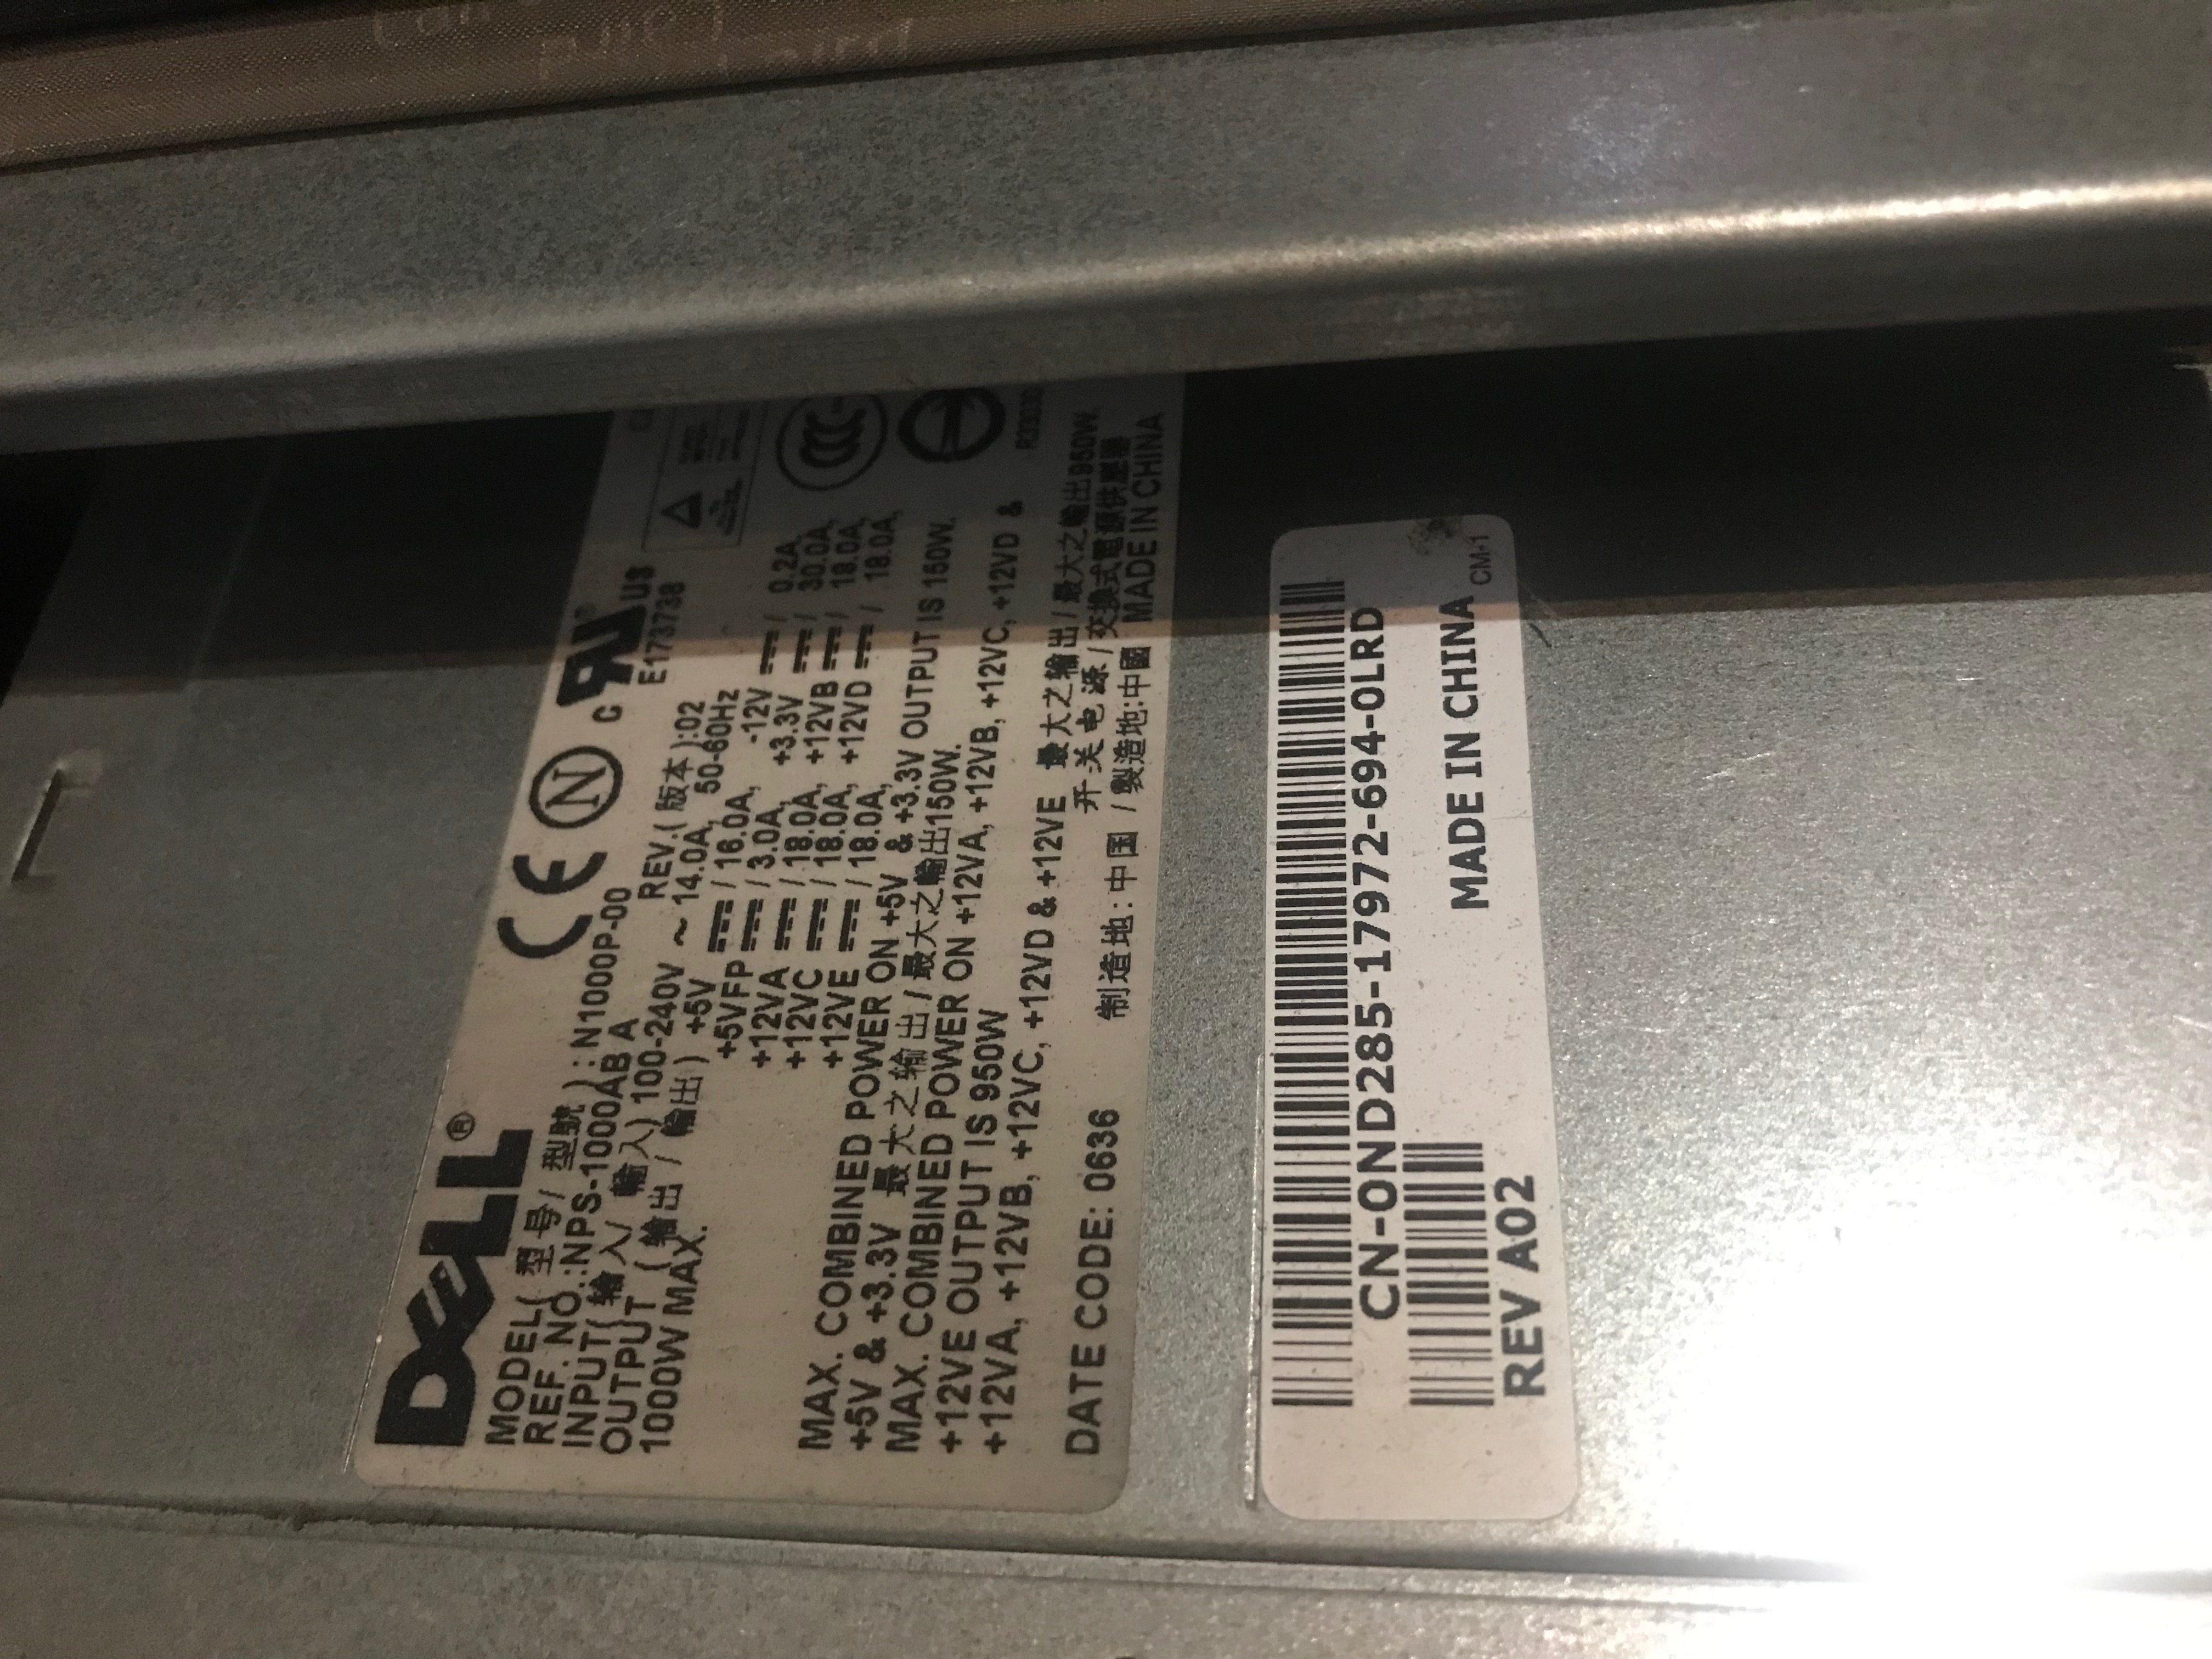 DELL®
MODEL( 型号/ 型號 ) : N1000P-00
REF. NO .:NPS-1000AB A REV.( 版本 ):02
INPUT( 输入/ 輸入) 100-240V ~ 14.0A, 50-60Hz
OUTPUT ( 输出 / 輸出 ) +5V ⎓ / 16.0A, -12V ⎓ / 0.2A,
1000W MAX. +5VFP ⎓ / 3.0A, +3.3V ⎓ / 30.0A,
+12VA ⎓ / 18.0A, +12VB ⎓ / 18.0A,
+12VC ⎓ / 18.0A, +12VD ⎓ / 18.0A,
+12VE ⎓ / 18.0A,
MAX. COMBINED POWER ON +5V & +3.3V OUTPUT IS 150W.
+5V & +3.3V 最大之输出 / 最大之輸出150W.
MAX. COMBINED POWER ON +12VA, +12VB, +12VC, +12VD &
+12VE OUTPUT IS 950W
+12VA, +12VB, +12VC, +12VD & +12VE 最大之输出 / 最大之輸出950W.
开关电源 / 交換式電源供應器
DATE CODE: 0636 制造地: 中国 / 製造地:中國 MADE IN CHINA
CE N c RU® US
E173738
CCC
CN-0ND285-17972-694-0LRD
REV A02 MADE IN CHINA CM-1